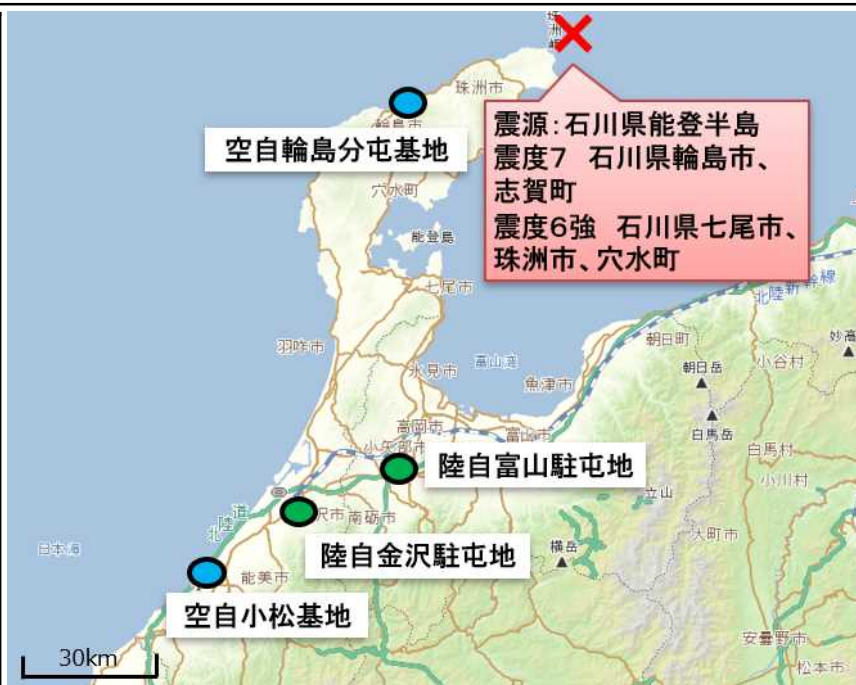 珠洲岬
珠洲市
輪島市
空自輪島分屯基地
震源：石川県能登半島
震度7　石川県輪島市、
志賀町
震度6強　石川県七尾市、
珠洲市、穴水町
穴水町
能登島
七尾市
北陸新幹線
羽咋市
氷見市
富山湾
魚津市
朝日町
朝日岳
小谷村
妙高
白馬岳
白馬村
小川村
高岡市
小矢部市
富山市
陸自富山駐屯地
立山
大町市
北陸道
沢市
南砺市
陸自金沢駐屯地
横岳
日本海
能美市
空自小松基地
安曇野市
松本市
30km